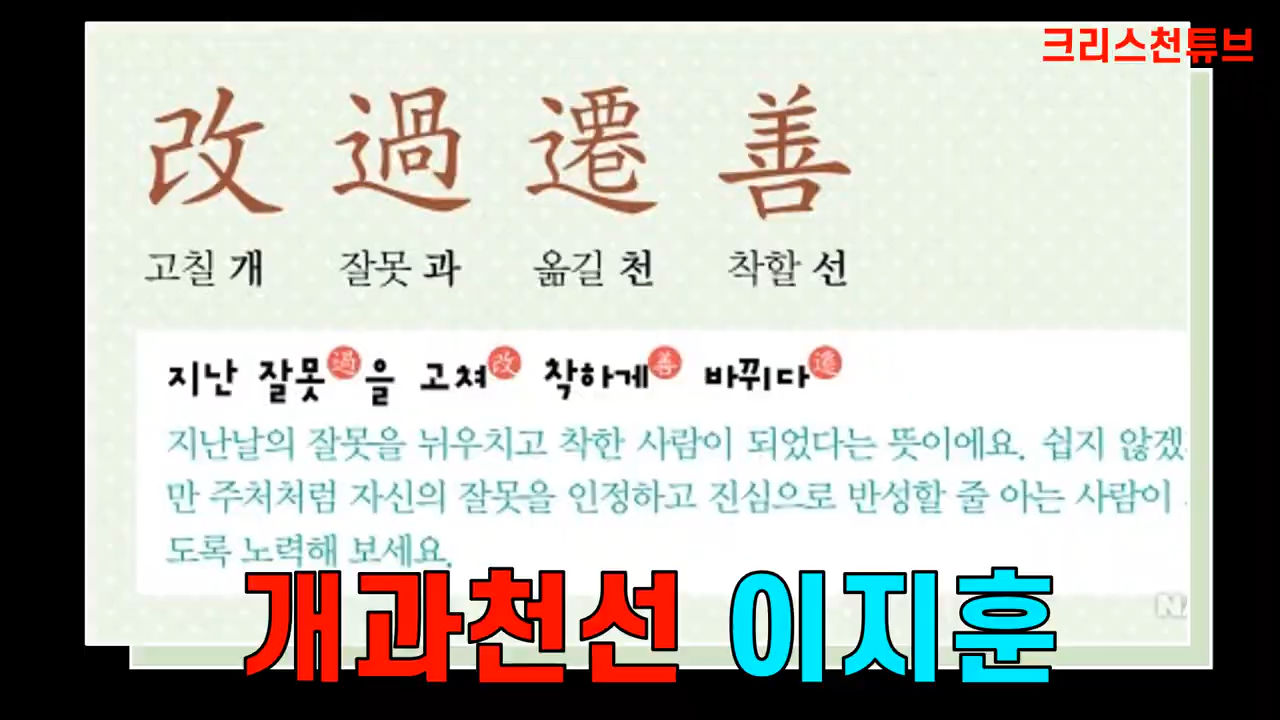 크리스천튜브
改過遷善
고칠 개 잘못 과 옮길 천 착할 선
지난 잘못過을 고쳐改 착하게善 바뀌다遷
지난날의 잘못을 뉘우치고 착한 사람이 되었다는 뜻이에요. 쉽지 않겠
만 주처처럼 자신의 잘못을 인정하고 진심으로 반성할 줄 아는 사람이
도록 노력해 보세요.
개과천선 이지훈